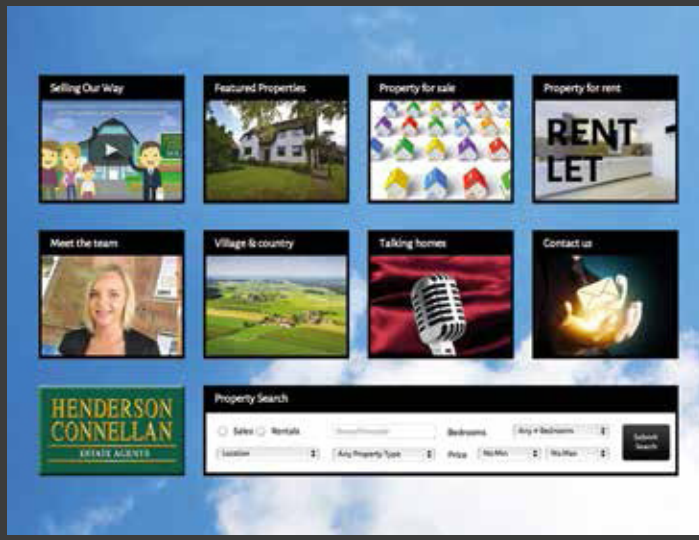 Selling Our Way
Featured Properties
Property for sale
Property for rent
RENT
LET
Meet the team
Village & country
Talking homes
Contact us
HENDERSON
CONNELLAN
ESTATE AGENTS
Property Search
Sales Rentals
Bedrooms
Any # Bedrooms
Location
Any Property Type
Price
No Min
No Max
Submit
Search